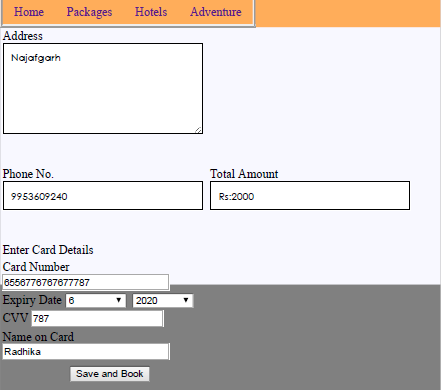 Home Packages Hotels Adventure
Address
Najafgarh
Phone No. Total Amount
9953609240 Rs:2000
Enter Card Details
Card Number
6556776767677787
Expiry Date 6 2020
CVV 787
Name on Card
Radhika
Save and Book